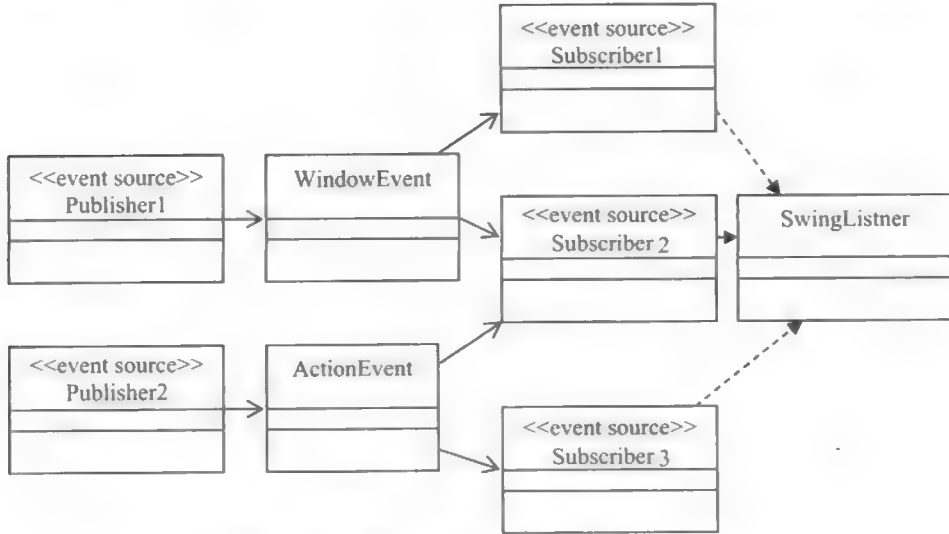 <<event source>>
Subscriber1
<<event source>>
Publisher1
WindowEvent
<<event source>>
Subscriber 2
SwingListner
<<event source>>
Publisher2
ActionEvent
<<event source>>
Subscriber 3